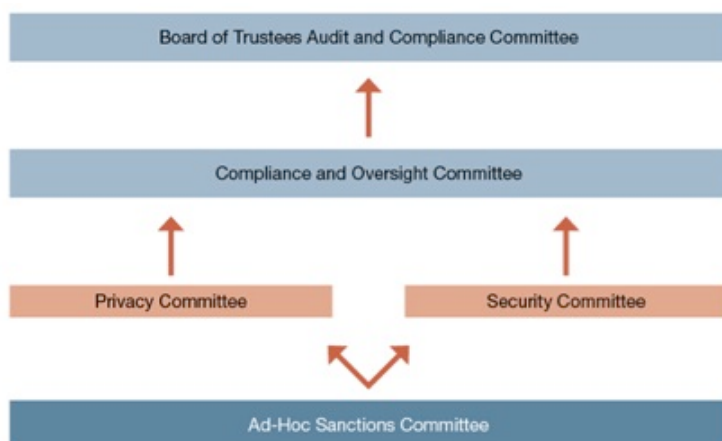 Board of Trustees Audit and Compliance Committee
Compliance and Oversight Committee
Privacy Committee
Security Committee
Ad-Hoc Sanctions Committee